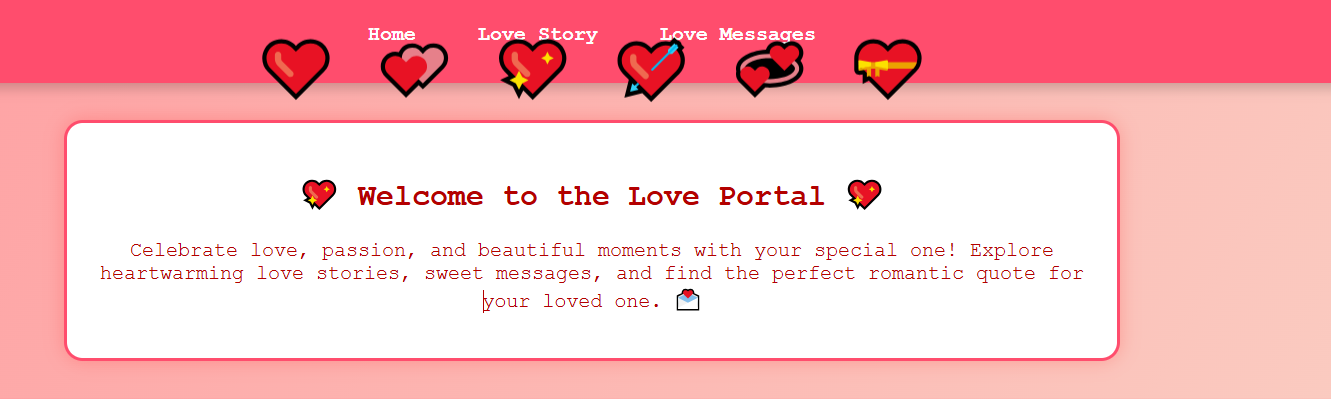 Home Love Story Love Messages
💖 Welcome to the Love Portal 💖
Celebrate love, passion, and beautiful moments with your special one! Explore
heartwarming love stories, sweet messages, and find the perfect romantic quote for
your loved one. 💌